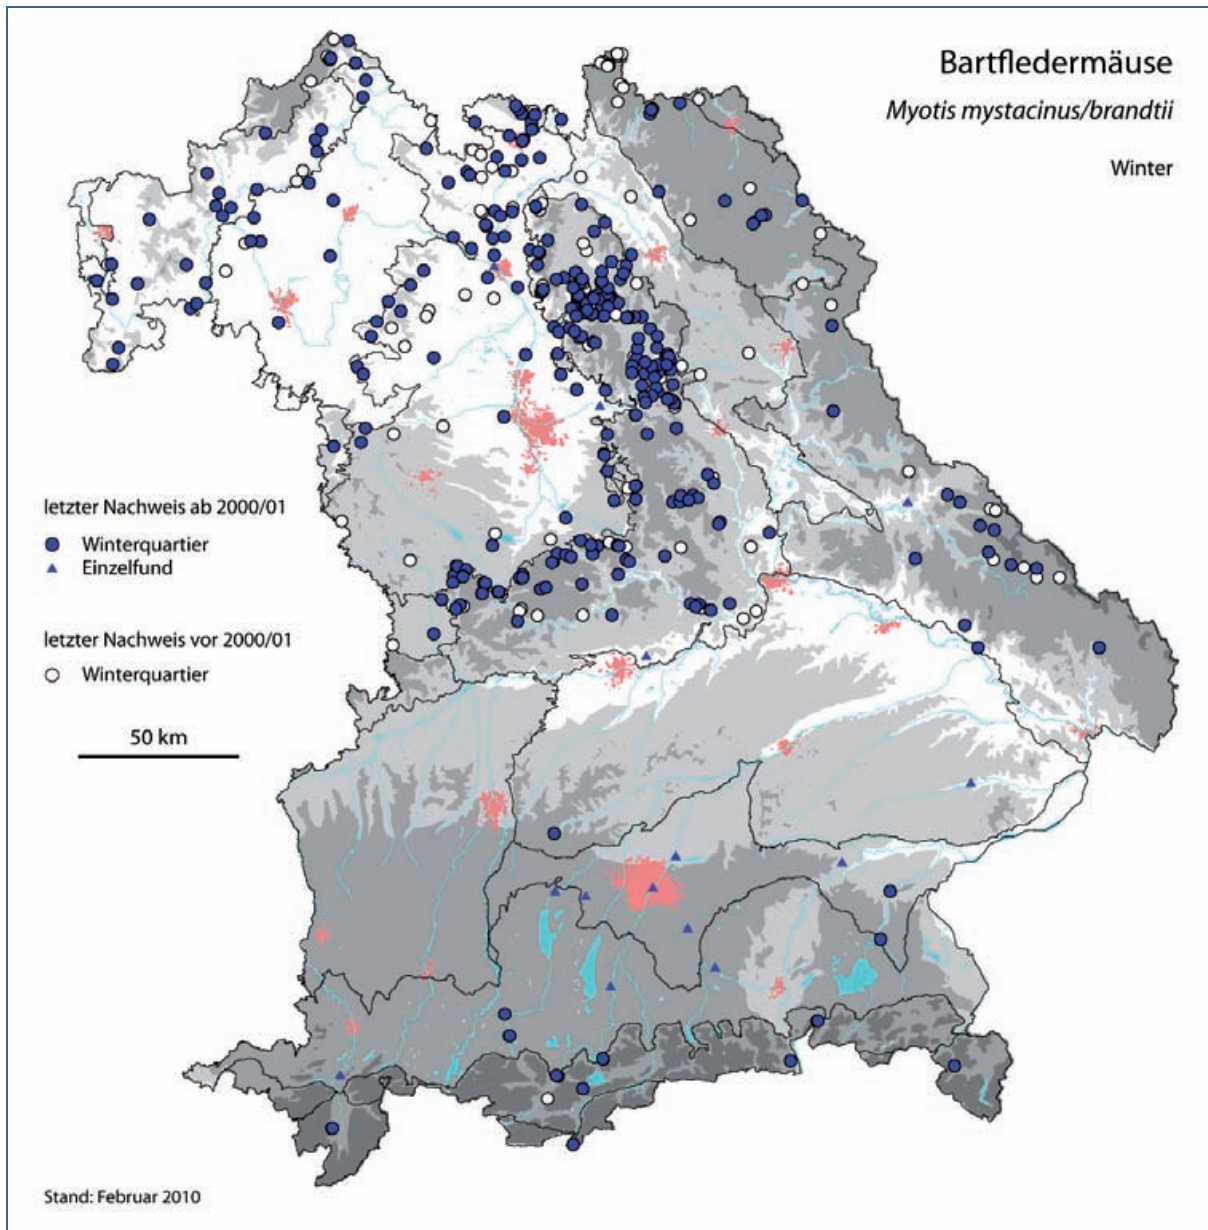 Bartfledermäuse
Myotis mystacinus/brandtii
Winter
letzter Nachweis ab 2000/01
Winterquartier
Einzelfund
letzter Nachweis vor 2000/01
Winterquartier
50 km
Stand: Februar 2010